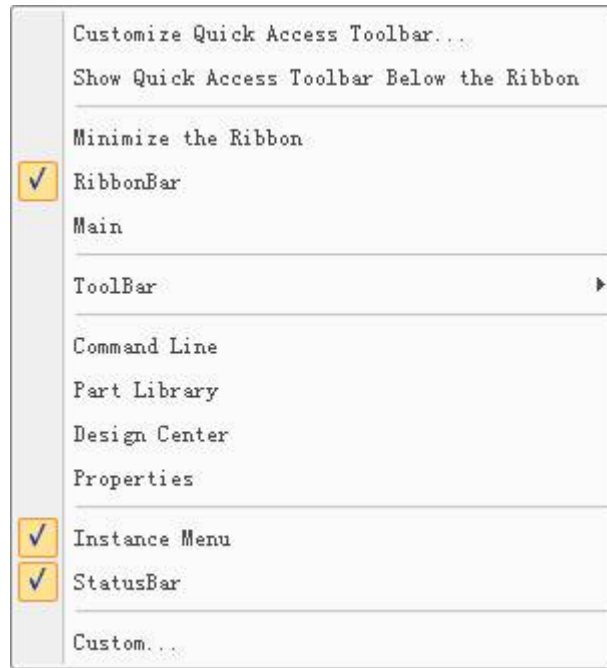 Customize Quick Access Toolbar...
Show Quick Access Toolbar Below the Ribbon
Minimize the Ribbon
RibbonBar
Main
ToolBar
Command Line
Part Library
Design Center
Properties
Instance Menu
StatusBar
Custom...